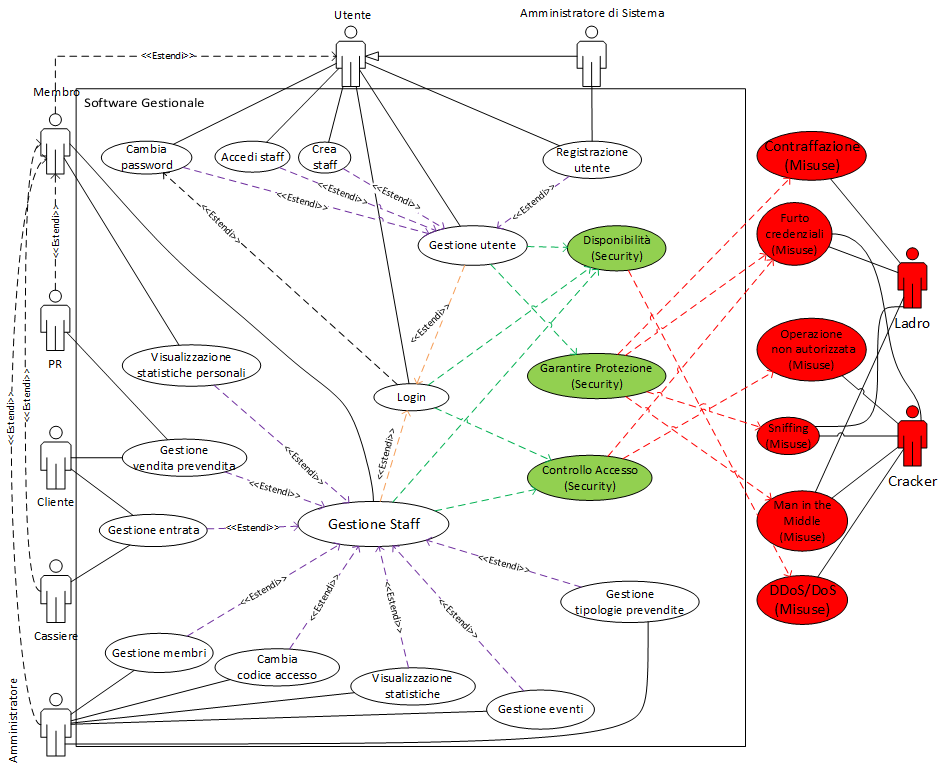 Utente
Amministratore di Sistema
<<Estendi>>
Membro
Software Gestionale
Cambia
password
Accedi staff
Crea
staff
Registrazione
utente
Contraffazione
(Misuse)
<<Estendi>>
<<Estendi>>
<<Estendi>>
<<Estendi>>
<<Estendi>>
<<Estendi>>
Gestione utente
Disponibilità
(Security)
Furto
credenziali
(Misuse)
Ladro
<<Estendi>>
PR
Visualizzazione
statistiche personali
Garantire Protezione
(Security)
Operazione
non autorizzata
(Misuse)
Login
<<Estendi>>
<<Estendi>>
Sniffing
(Misuse)
Cracker
Gestione
vendita prevendita
<<Estendi>>
<<Estendi>>
<<Estendi>>
Controllo Accesso
(Security)
Cliente
Gestione entrata
<<Estendi>>
Gestione Staff
Man in the
Middle
(Misuse)
<<Estendi>>
DDoS/DoS
(Misuse)
Gestione
tipologie prevendite
<<Estendi>>
<<Estendi>>
<<Estendi>>
<<Estendi>>
Cassiere
Gestione membri
Cambia
codice accesso
Visualizzazione
statistiche
Gestione eventi
Amministratore